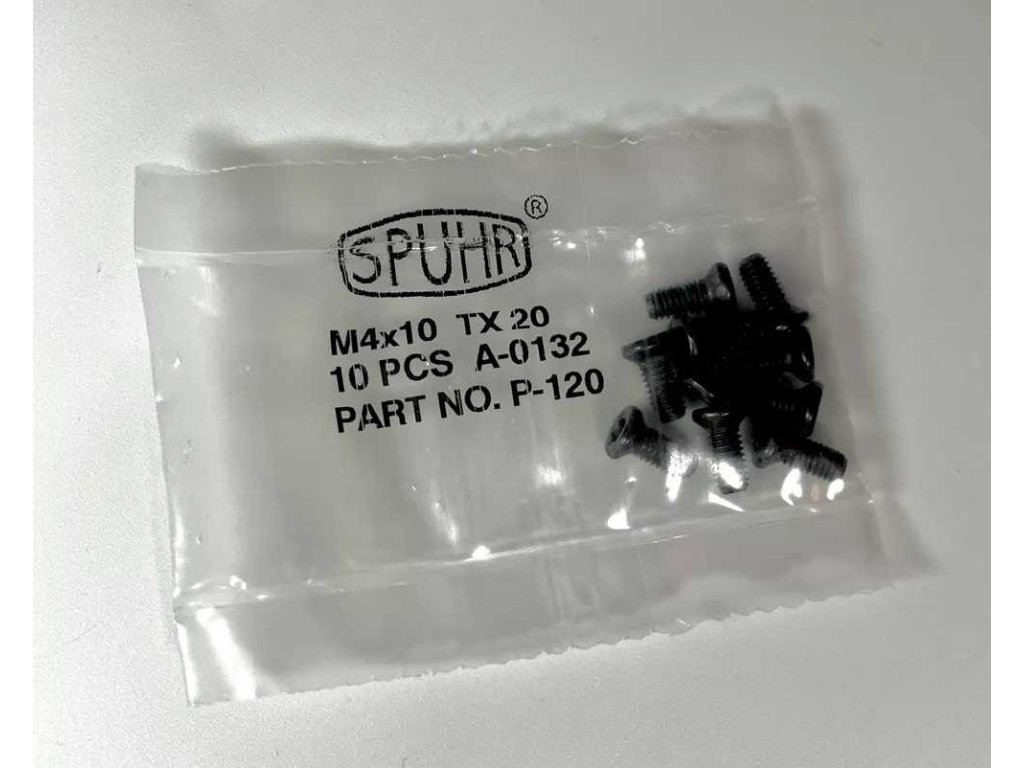 SPUHR®
M4x10 TX 20
10 PCS A-0132
PART NO. P-120